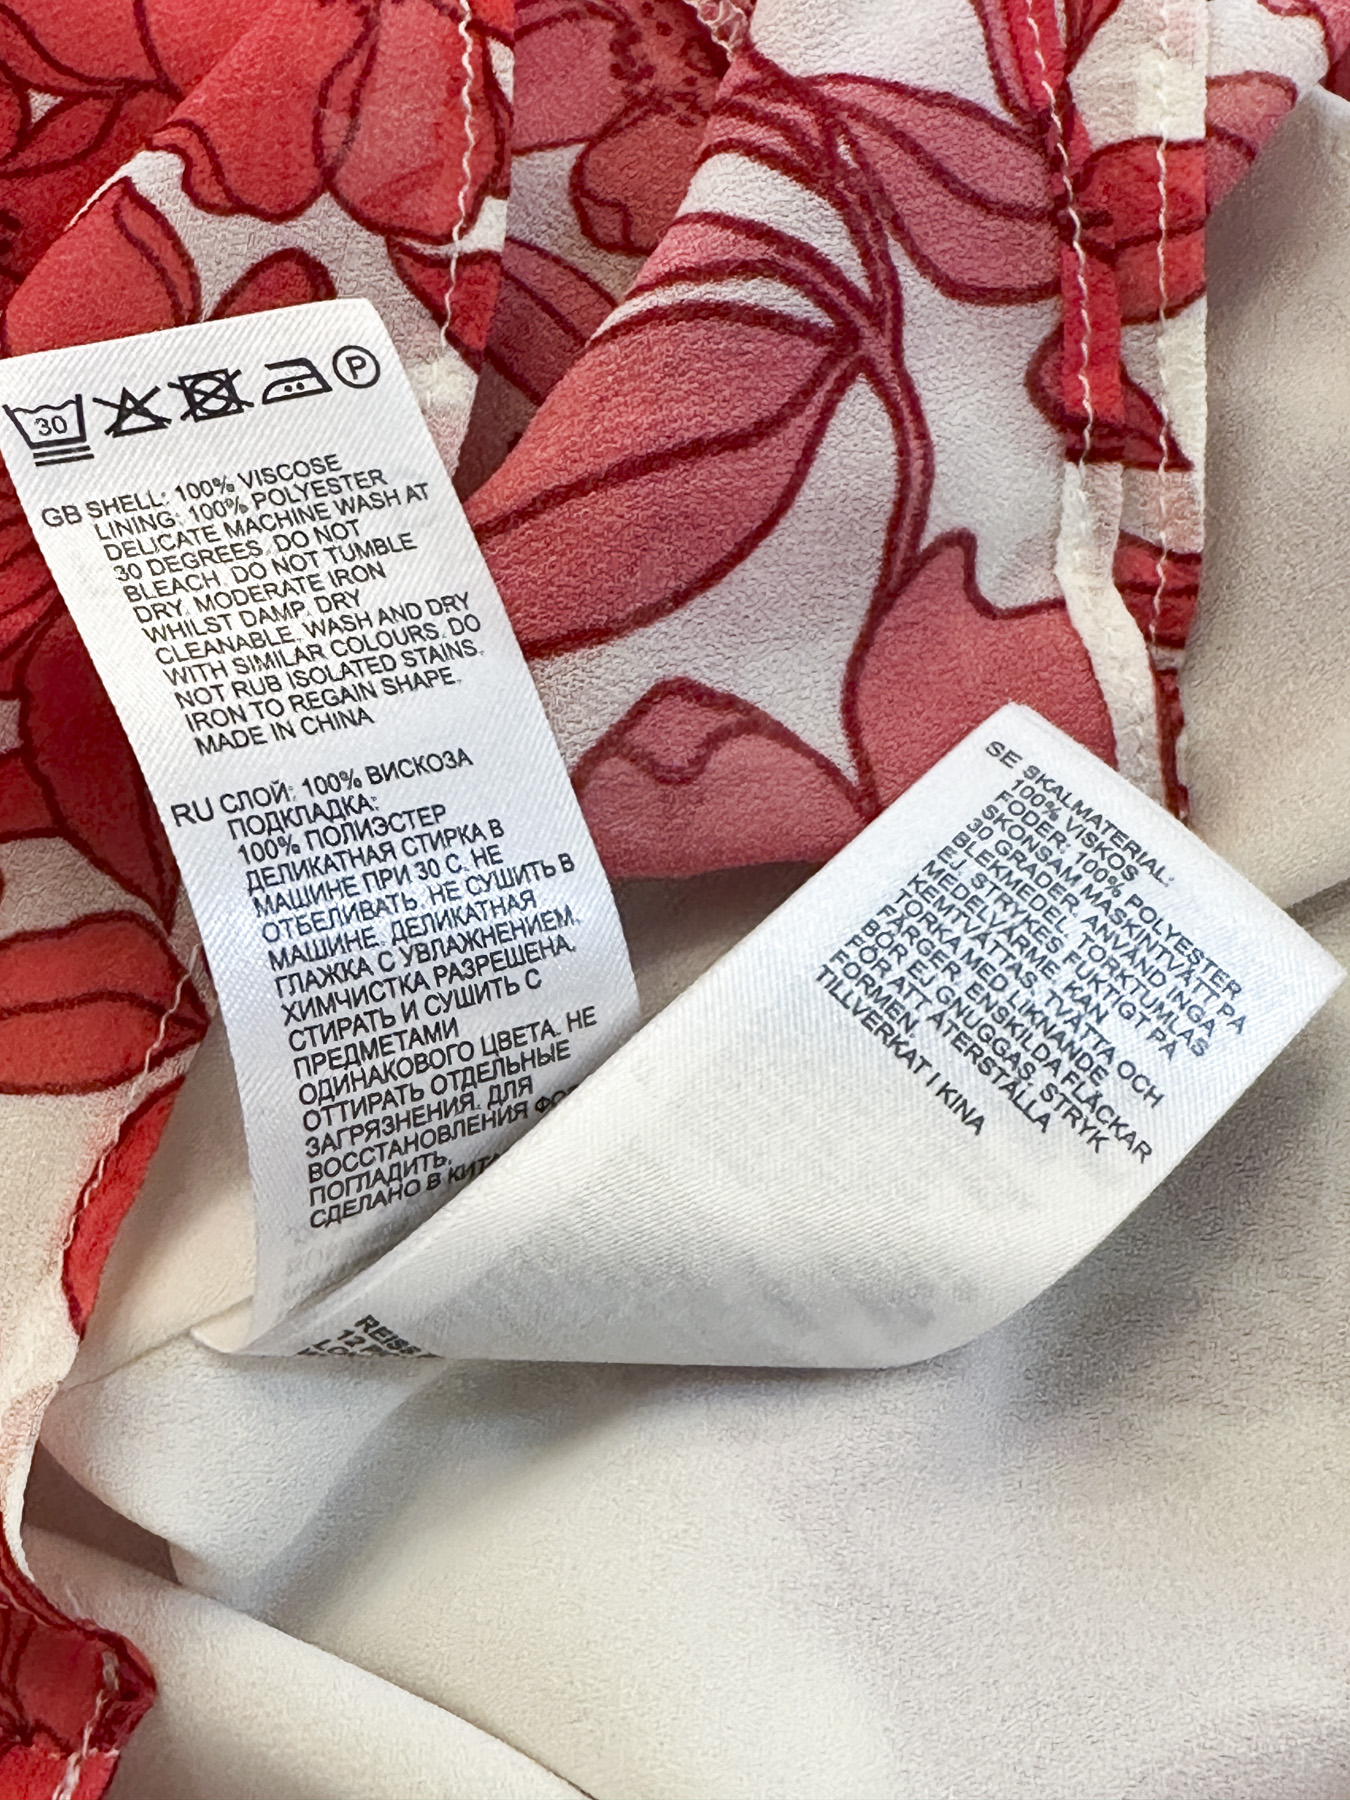 30
P
GB SHELL: 100% VISCOSE
LINING: 100% POLYESTER
DELICATE MACHINE WASH AT
30 DEGREES. DO NOT
BLEACH. DO NOT TUMBLE
DRY. MODERATE IRON
WHILST DAMP. DRY
CLEANABLE. WASH AND DRY
WITH SIMILAR COLOURS. DO
NOT RUB ISOLATED STAINS.
IRON TO REGAIN SHAPE.
MADE IN CHINA
RU СЛОЙ: 100% ВИСКОЗА
ПОДКЛАДКА:
100% ПОЛИЭСТЕР
ДЕЛИКАТНАЯ СТИРКА В
МАШИНЕ ПРИ 30 С. НЕ
ОТБЕЛИВАТЬ. НЕ СУШИТЬ В
МАШИНЕ. ДЕЛИКАТНАЯ
ГЛАЖКА С УВЛАЖНЕНИЕМ.
ХИМЧИСТКА РАЗРЕШЕНА.
СТИРАТЬ И СУШИТЬ С
ПРЕДМЕТАМИ
ОДИНАКОВОГО ЦВЕТА. НЕ
ОТТИРАТЬ ОТДЕЛЬНЫЕ
ЗАГРЯЗНЕНИЯ. ДЛЯ
ВОССТАНОВЛЕНИЯ
ПОГЛАДИТЬ.
СДЕЛАНО В
SE SKALMATERIAL:
100% VISKOS
FODER: 100% POLYESTER
SKONSAM MASKINTVÄTT PÅ
30 GRADER. ANVÄND INGA
BLEKMEDEL. TORKTUMLAS
EJ. STRYKES FUKTIGT PÅ
MEDELVÄRME. KAN
KEMTVÄTTAS. TVÄTTA OCH
TORKA MED LIKNANDE
FÄRGER. ENSKILDA FLÄCKAR
BÖR EJ GNUGGAS. STRYK
FÖR ATT ÅTERSTÄLLA
FORMEN.
TILLVERKAT I KINA
REISS
12